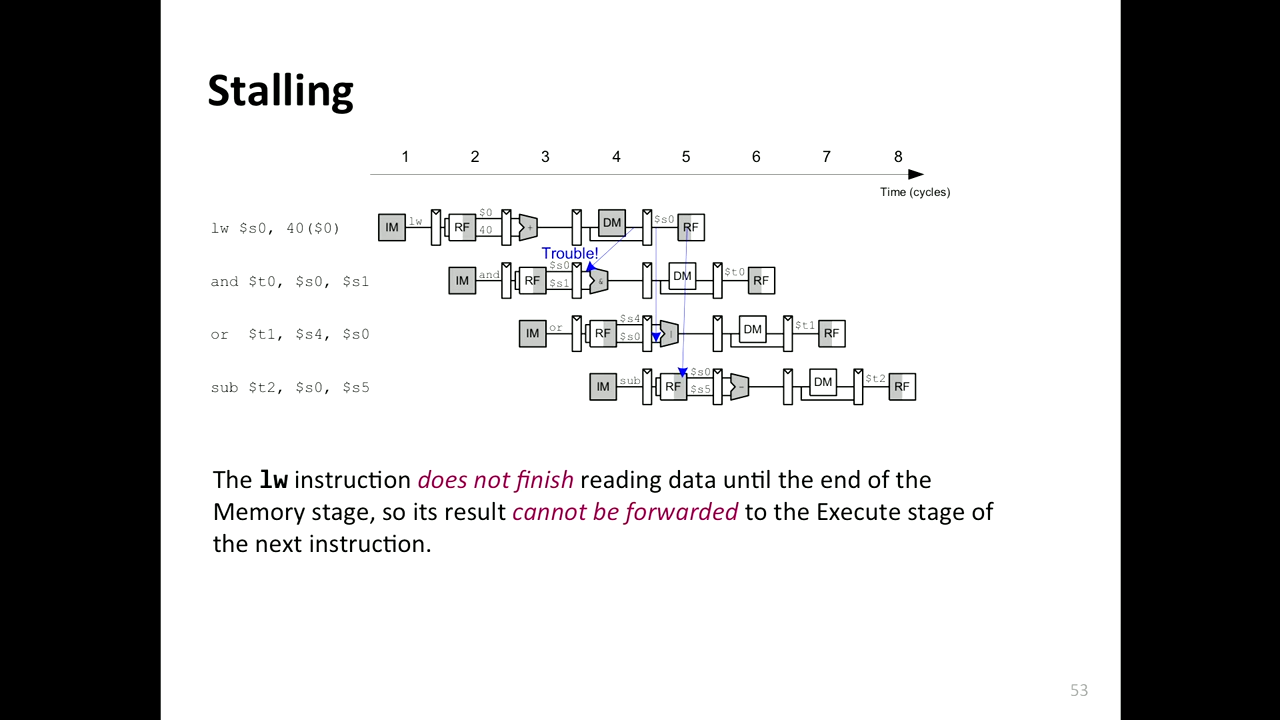 Stalling
1 2 3 4 5 6 7 8
Time (cycles)
lw $s0, 40($0) IM lw RF $0 40 + DM $s0 RF
Trouble!
and $t0, $s0, $s1 IM and RF $s0 $s1 & DM $t0 RF
or $t1, $s4, $s0 IM or RF $s4 $s0 | DM $t1 RF
sub $t2, $s0, $s5 IM sub RF $s0 $s5 - DM $t2 RF
The lw instruction does not finish reading data until the end of the
Memory stage, so its result cannot be forwarded to the Execute stage of
the next instruction.
53